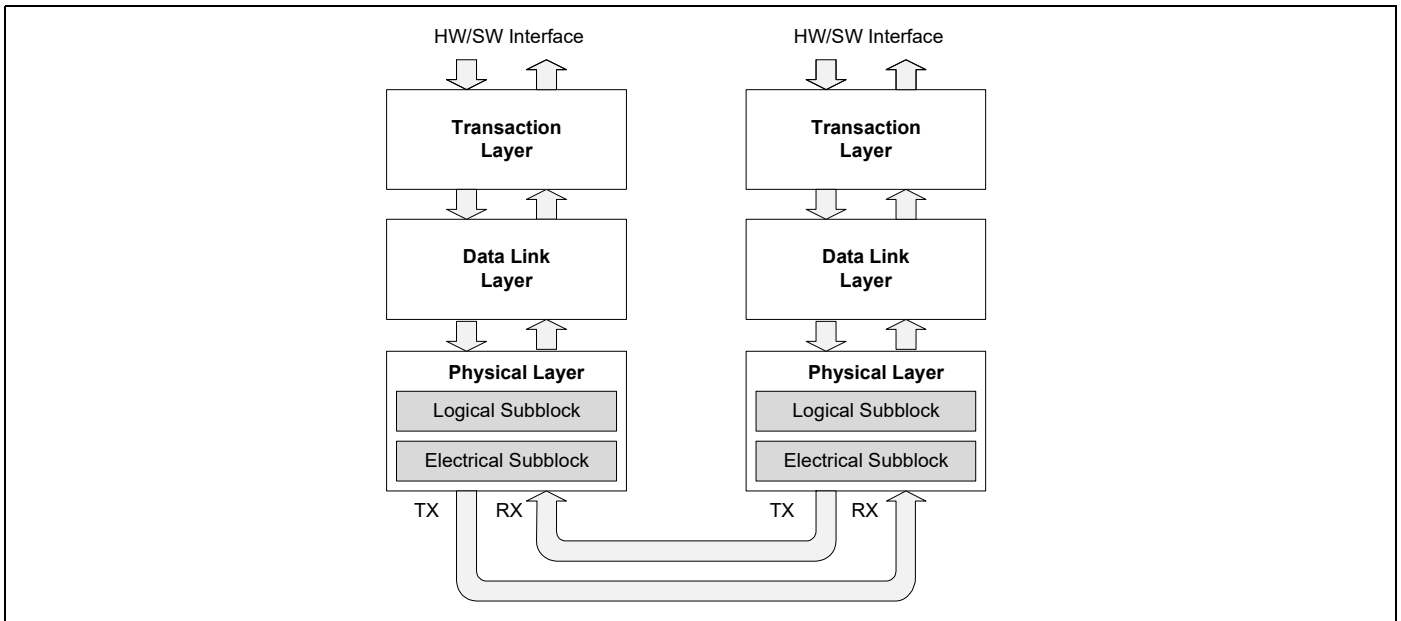 HW/SW Interface
Transaction
Layer
Data Link
Layer
Physical Layer
Logical Subblock
Electrical Subblock
TX RX
HW/SW Interface
Transaction
Layer
Data Link
Layer
Physical Layer
Logical Subblock
Electrical Subblock
TX RX